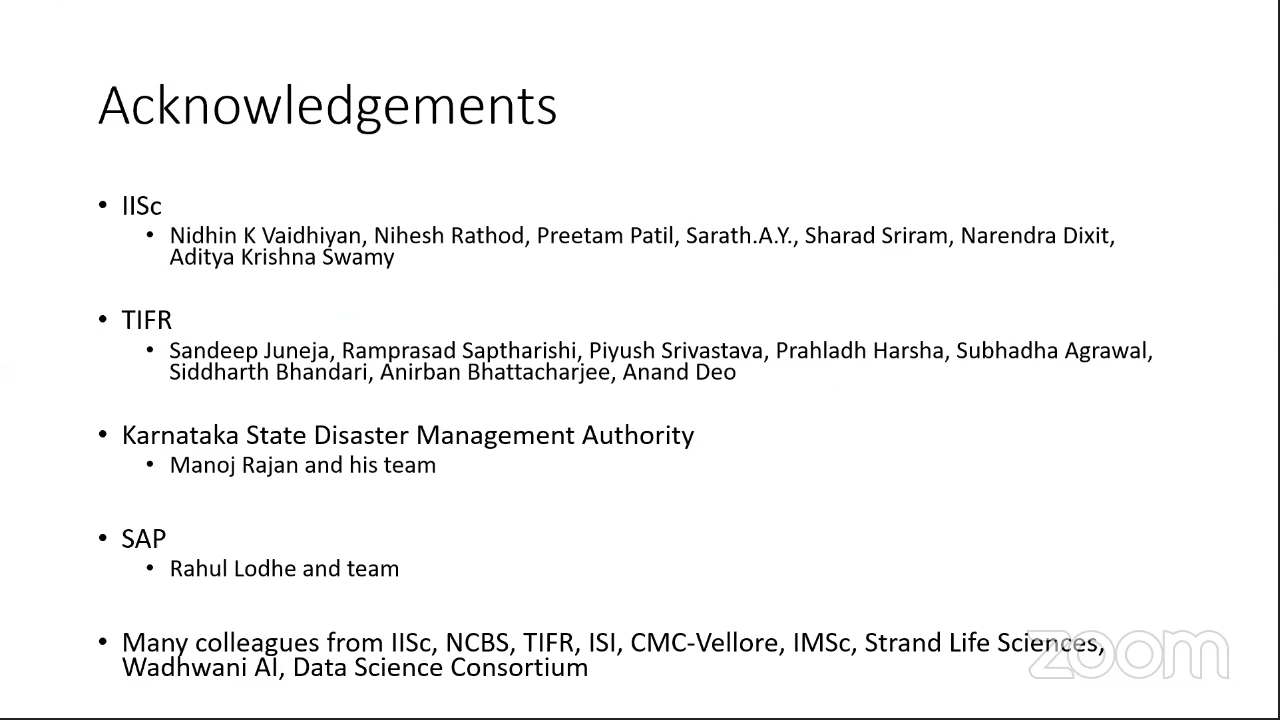 Acknowledgements
• IISc
• Nidhin K Vaidhiyan, Nihesh Rathod, Preetam Patil, Sarath.A.Y., Sharad Sriram, Narendra Dixit,
Aditya Krishna Swamy
• TIFR
• Sandeep Juneja, Ramprasad Saptharishi, Piyush Srivastava, Prahladh Harsha, Subhadha Agrawal,
Siddharth Bhandari, Anirban Bhattacharjee, Anand Deo
• Karnataka State Disaster Management Authority
• Manoj Rajan and his team
• SAP
• Rahul Lodhe and team
• Many colleagues from IISc, NCBS, TIFR, ISI, CMC-Vellore, IMSc, Strand Life Sciences,
Wadhwani AI, Data Science Consortium
zoom